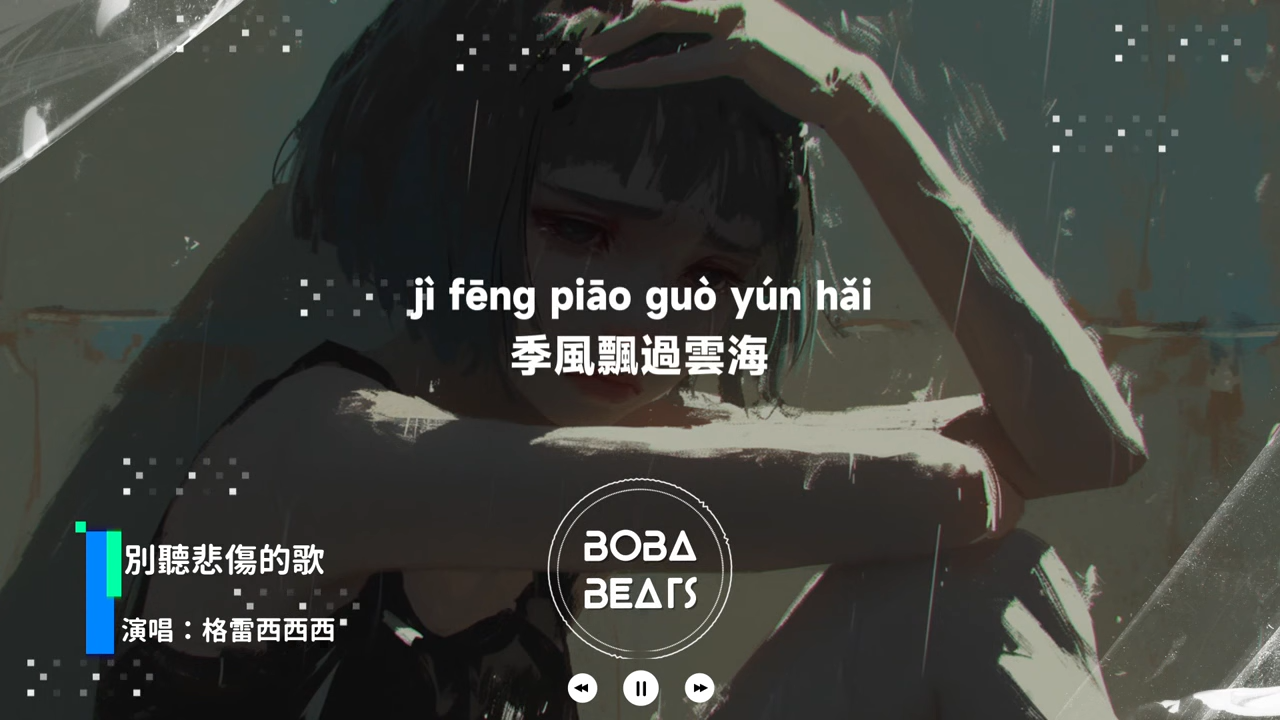 jì fēng piāo guò yún hǎi
季風飄過雲海
BOBA
BEATS
別聽悲傷的歌
演唱：格雷西西西